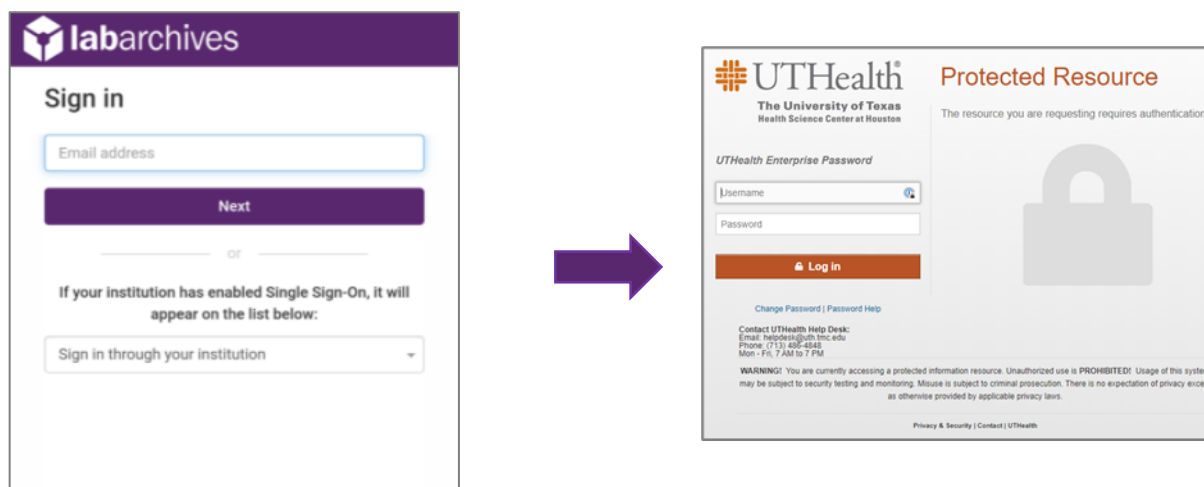 labarchives
Sign in
Email address
Next
or
If your institution has enabled Single Sign-On, it will
appear on the list below:
Sign in through your institution
UTHealth®
The University of Texas
Health Science Center at Houston
Protected Resource
The resource you are requesting requires authentication
UTHealth Enterprise Password
Username
Password
Log in
Change Password | Password Help
Contact UTHealth Help Desk:
Email: helpdesk@uth.tmc.edu
Phone: (713) 486-4848
Mon - Fri, 7 AM to 7 PM
WARNING! You are currently accessing a protected information resource. Unauthorized use is PROHIBITED! Usage of this syste
may be subject to security testing and monitoring. Misuse is subject to criminal prosecution. There is no expectation of privacy exce
as otherwise provided by applicable privacy laws.
Privacy & Security | Contact | UTHealth